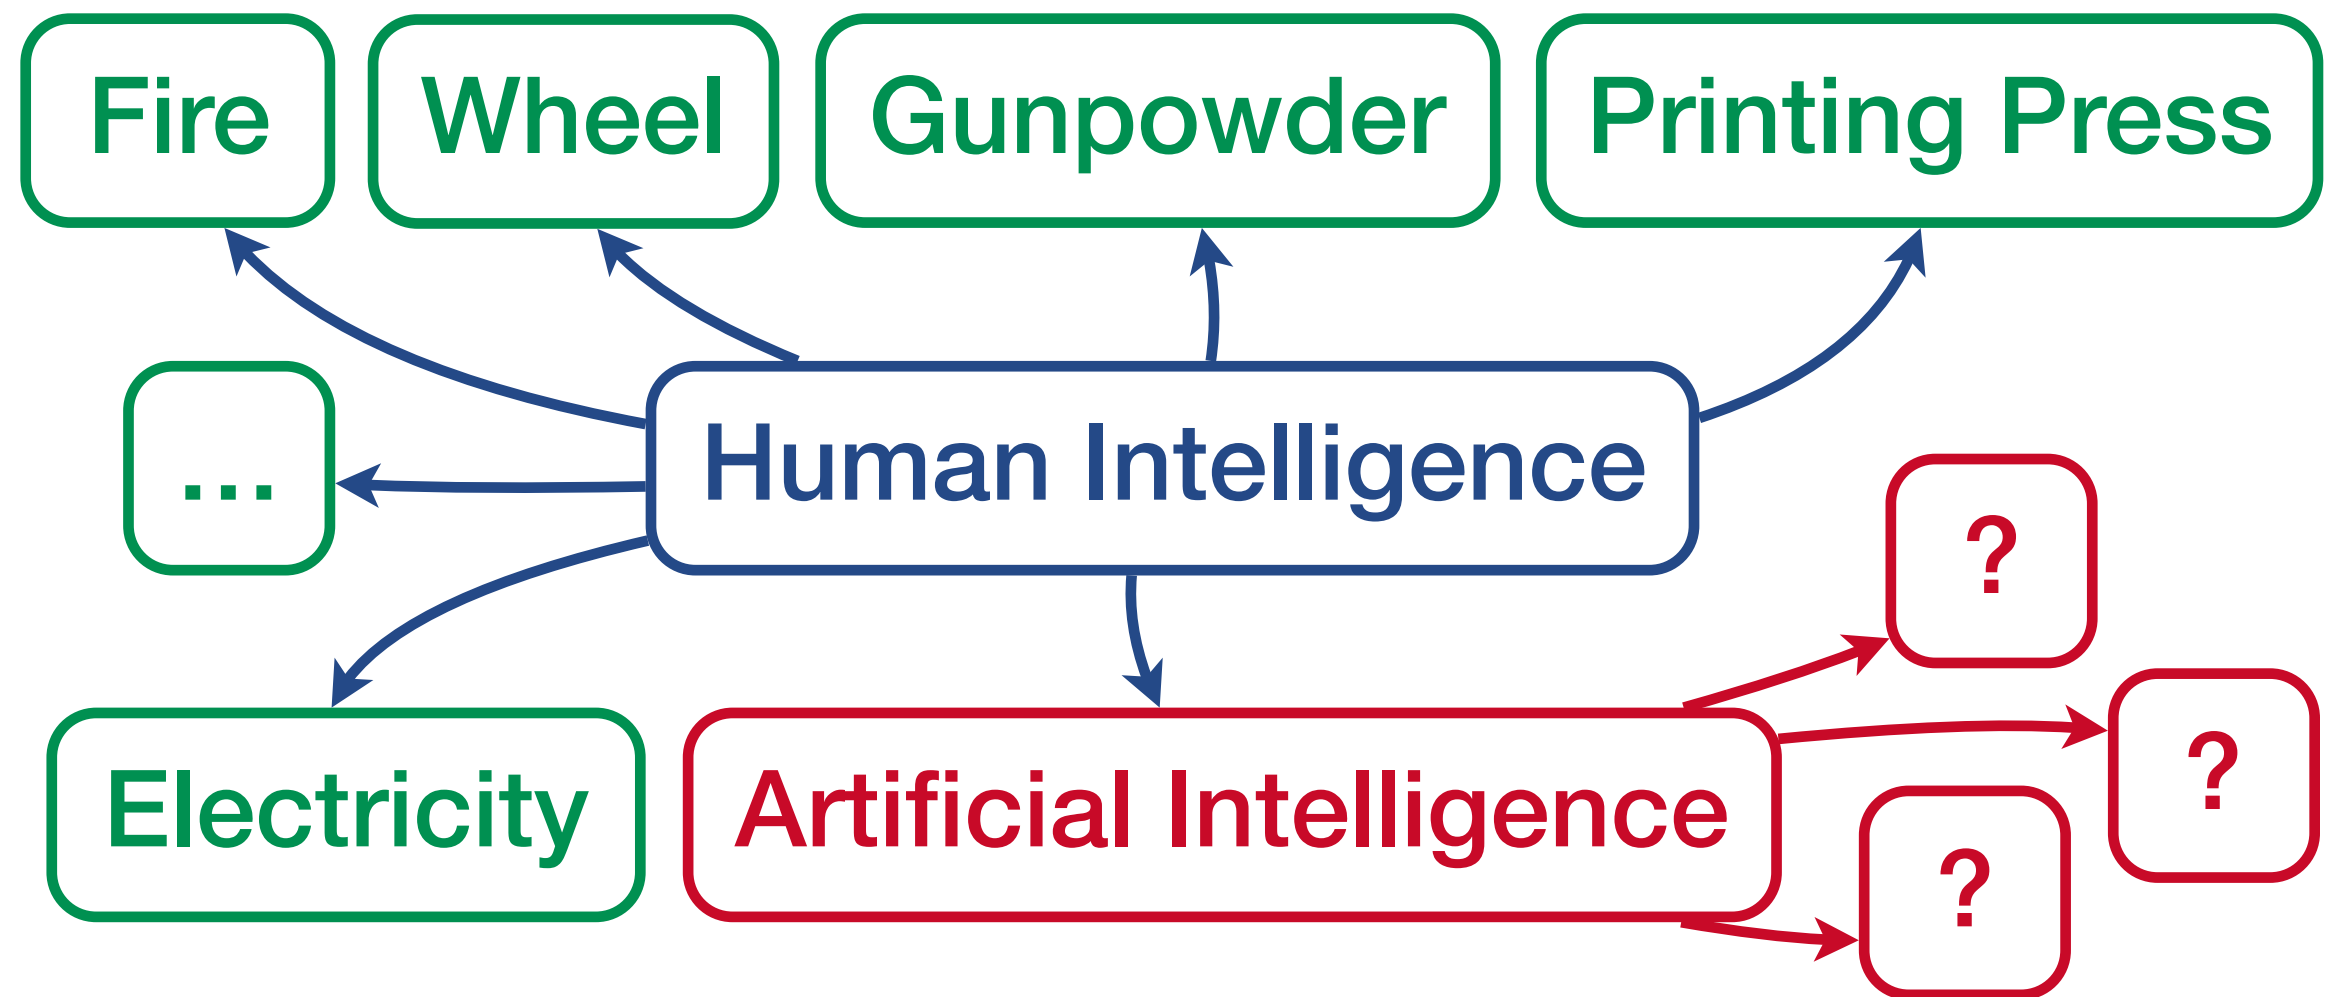 Fire
Wheel
Gunpowder
Printing Press
...
Human Intelligence
?
?
Electricity
Artificial Intelligence
?